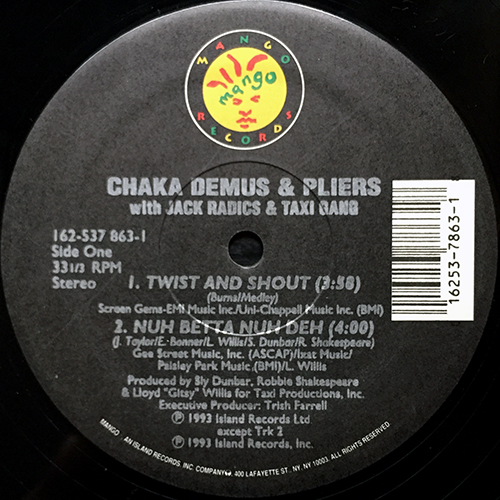 MANGO
mango
RECORDS
CHAKA DEMUS & PLIERS
with JACK RADICS & TAXI GANG
162-537 863-1
Side One
33 1/3 RPM
Stereo
1. TWIST AND SHOUT (3:58)
(Burns/Medley)
Screen Gems-EMI Music Inc./Uni-Chappell Music Inc. (BMI)
2. NUH BETTA NUH DEH (4:00)
(J. Taylor/E. Bonner/L. Willis/S. Dunbar/R. Shakespeare)
Gee Street Music, Inc. (ASCAP)/Ixat Music/
Paisley Park Music,(BMI)/L. Willis
Produced by Sly Dunbar, Robbie Shakespeare
& Lloyd "Gitsy" Willis for Taxi Productions, Inc.
Executive Producer: Trish Farrell
℗ 1993 Island Records Ltd
except Trk 2
℗ 1993 Island Records, Inc.
16253-7863-1
MANGO AN ISLAND RECORDS, INC. COMPANY, 400 LAFAYETTE ST., NY, NY 10003. ALL RIGHTS RESERVED